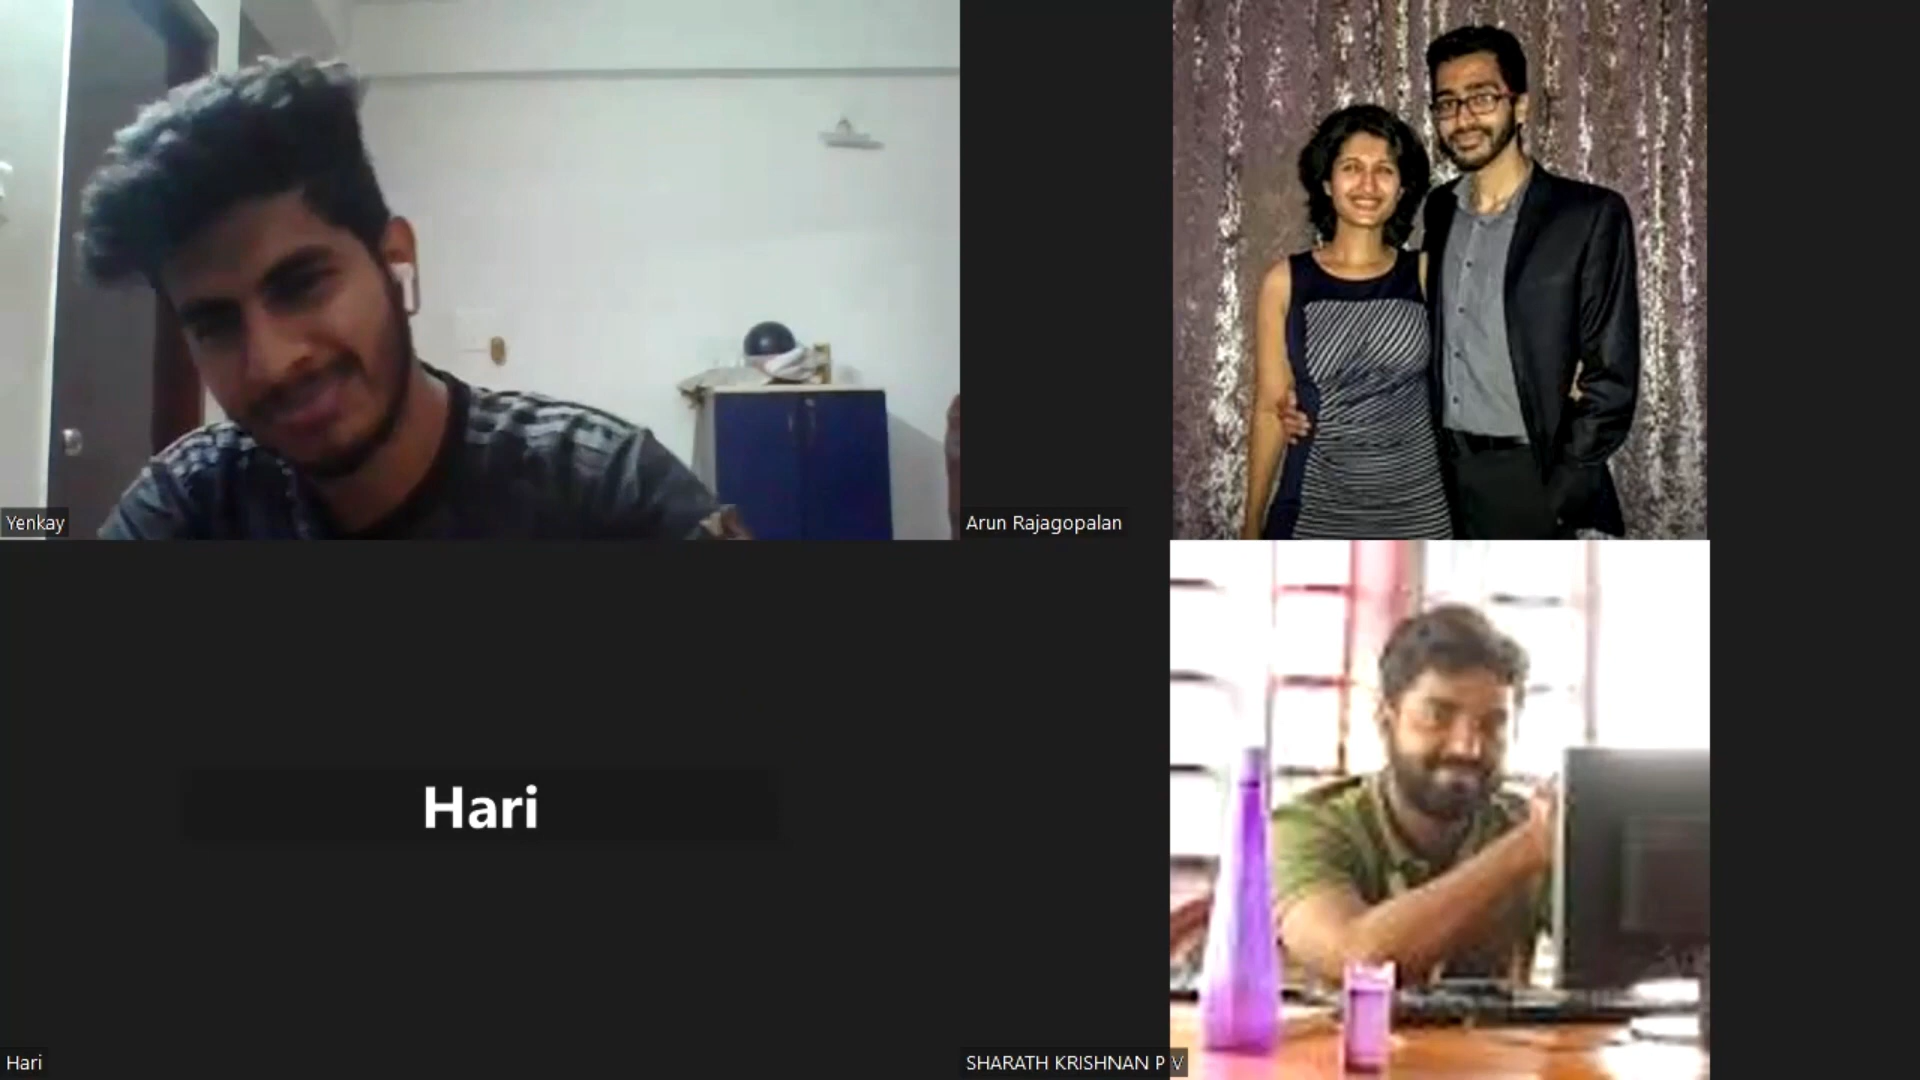 Yenkay
Arun Rajagopalan
Hari
Hari
SHARATH KRISHNAN P V